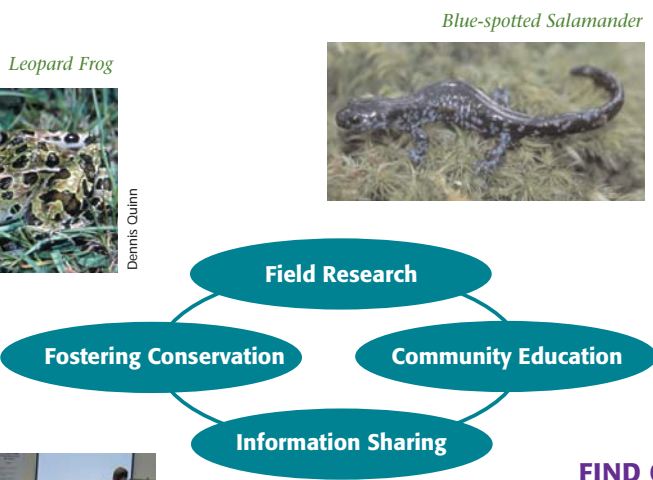 Blue-spotted Salamander
Leopard Frog
Dennis Quinn
Field Research
Fostering Conservation
Community Education
Information Sharing
FIND